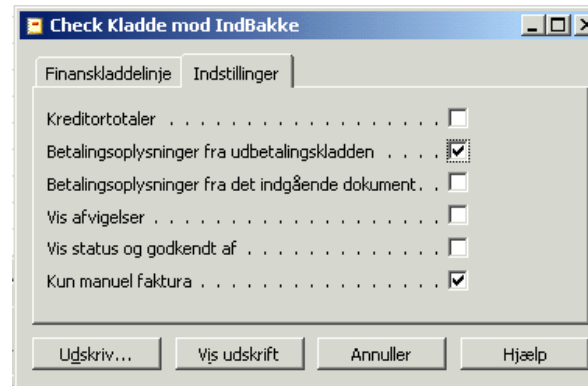 Check Kladde mod IndBakke
Finanskladdelinje Indstillinger
Kreditortotaler . . . . . . . . . . . . . . . . . . .
Betalingsoplysninger fra udbetalingskladden . . . .
Betalingsoplysninger fra det indgående dokument. .
Vis afvigelser . . . . . . . . . . . . . . . . . . . .
Vis status og godkendt af . . . . . . . . . . . . .
Kun manuel faktura . . . . . . . . . . . . . . . .
Udskriv... Vis udskrift Annuller Hjælp